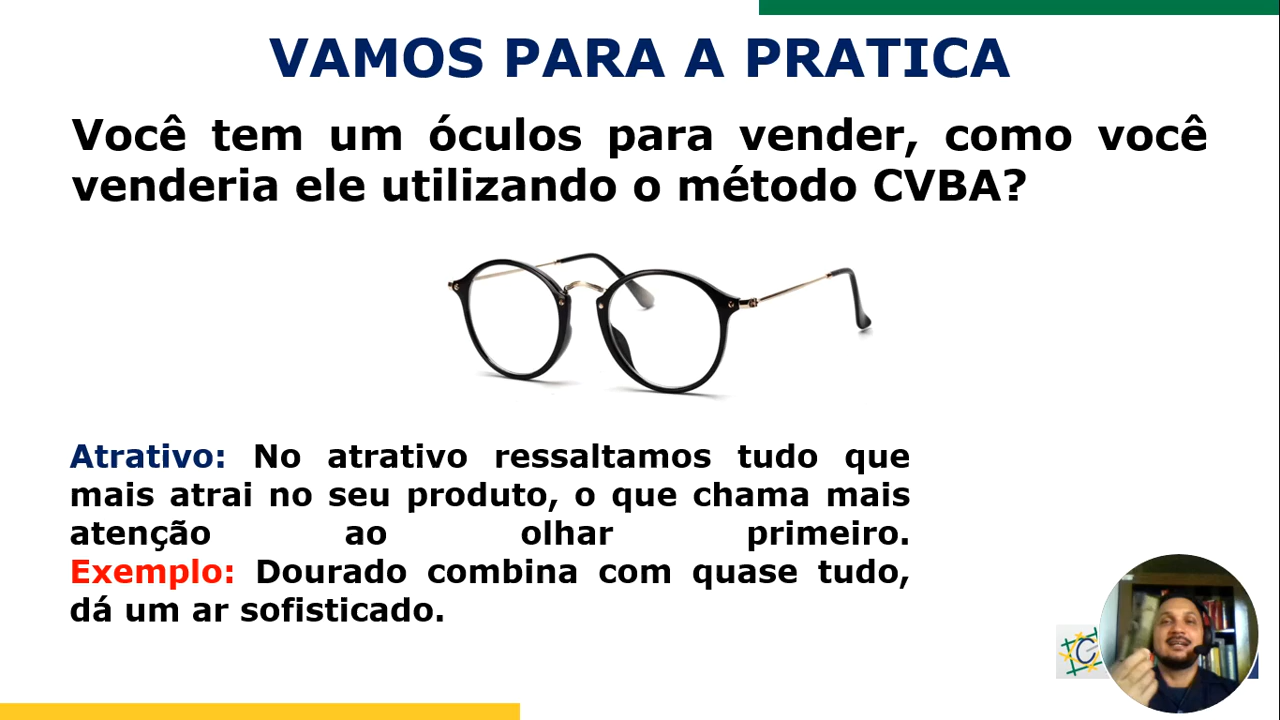 VAMOS PARA A PRATICA
Você tem um óculos para vender, como você
venderia ele utilizando o método CVBA?
Atrativo: No atrativo ressaltamos tudo que
mais atrai no seu produto, o que chama mais
atenção ao olhar primeiro.
Exemplo: Dourado combina com quase tudo,
dá um ar sofisticado.
C